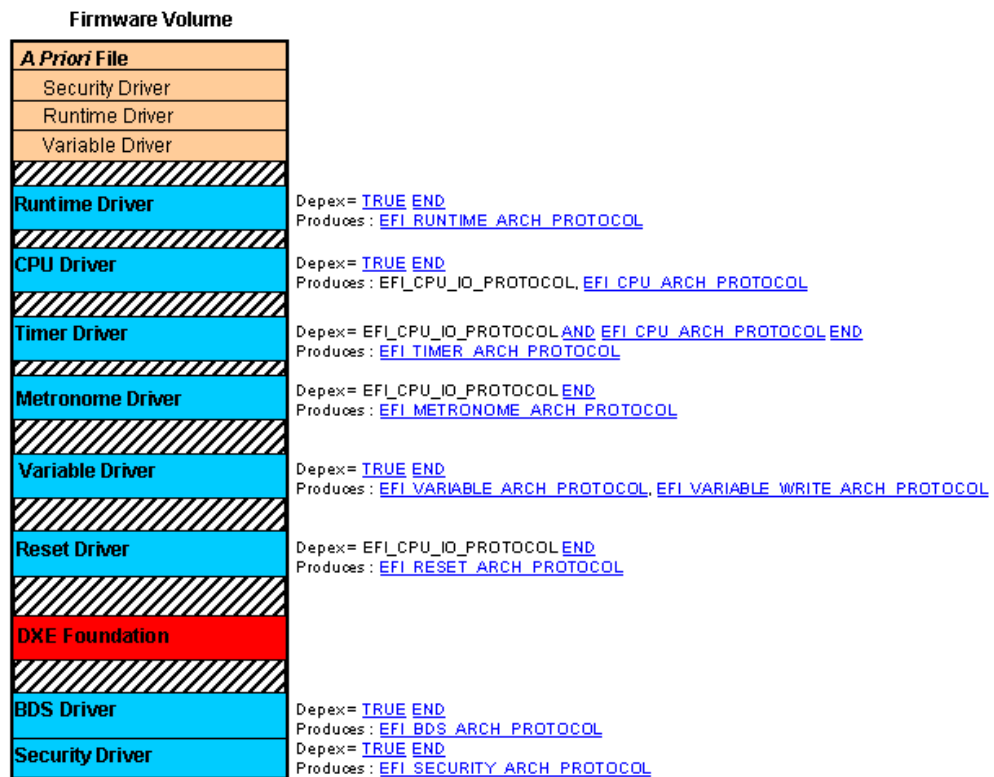 Firmware Volume
A Priori File
Security Driver
Runtime Driver
Variable Driver
Runtime Driver
Depex= TRUE END
Produces : EFI_RUNTIME_ARCH_PROTOCOL
CPU Driver
Depex= TRUE END
Produces : EFI_CPU_IO_PROTOCOL, EFI_CPU_ARCH_PROTOCOL
Timer Driver
Depex= EFI_CPU_IO_PROTOCOL AND EFI_CPU_ARCH_PROTOCOL END
Produces : EFI_TIMER_ARCH_PROTOCOL
Metronome Driver
Depex= EFI_CPU_IO_PROTOCOL END
Produces : EFI_METRONOME_ARCH_PROTOCOL
Variable Driver
Depex= TRUE END
Produces : EFI_VARIABLE_ARCH_PROTOCOL, EFI_VARIABLE_WRITE_ARCH_PROTOCOL
Reset Driver
Depex= EFI_CPU_IO_PROTOCOL END
Produces : EFI_RESET_ARCH_PROTOCOL
DXE Foundation
BDS Driver
Depex= TRUE END
Produces : EFI_BDS_ARCH_PROTOCOL
Security Driver
Depex= TRUE END
Produces : EFI_SECURITY_ARCH_PROTOCOL